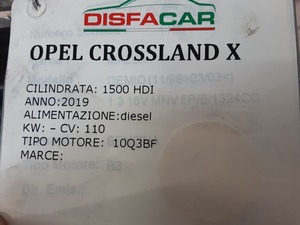 DISFACAR
OPEL CROSSLAND X
CILINDRATA: 1500 HDI
ANNO:2019
ALIMENTAZIONE:diesel
KW: - CV: 110
TIPO MOTORE: 10Q3BF
MARCE: